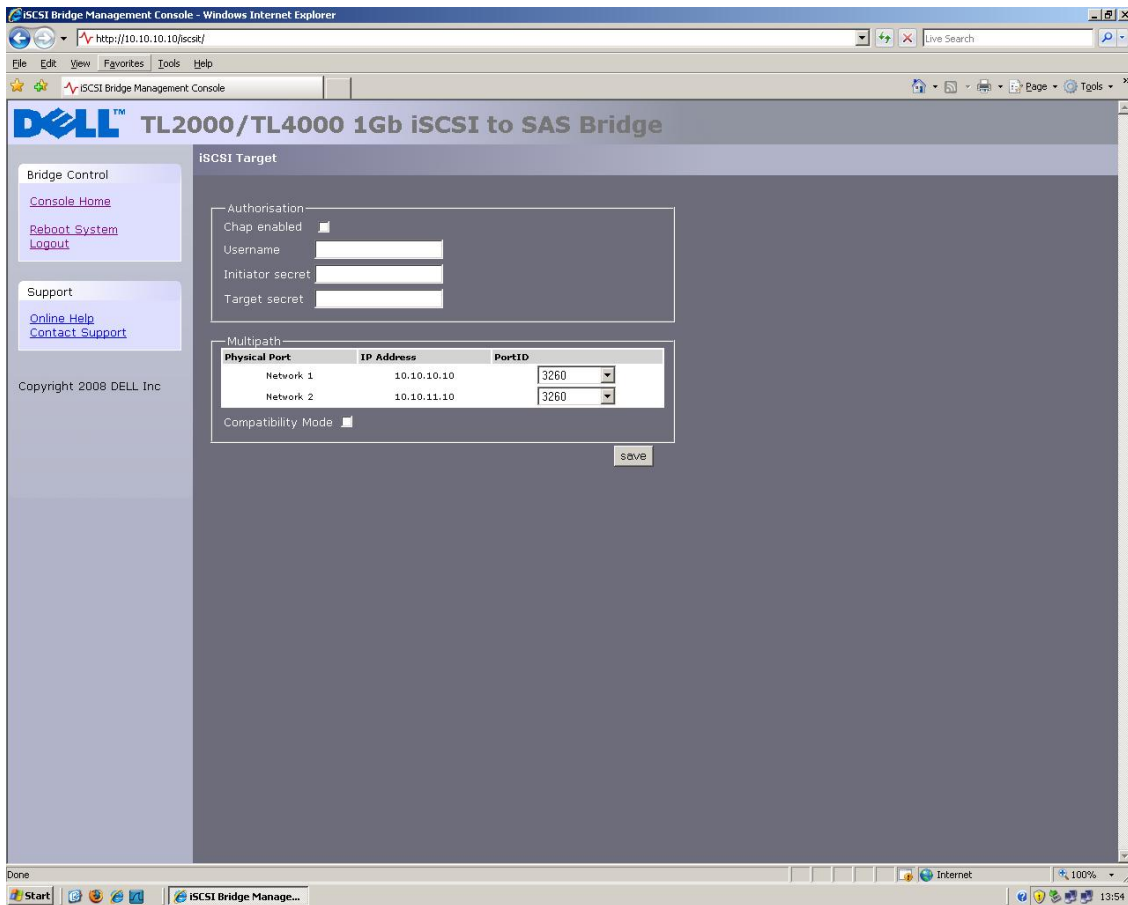 iSCSI Bridge Management Console - Windows Internet Explorer
http://10.10.10.10/iscsit/
Live Search
File Edit View Favorites Tools Help
iSCSI Bridge Management Console
Page Tools
DELL™ TL2000/TL4000 1Gb iSCSI to SAS Bridge
iSCSI Target
Bridge Control
Console Home
Reboot System
Logout
Support
Online Help
Contact Support
Copyright 2008 DELL Inc
Authorisation
Chap enabled
Username
Initiator secret
Target secret
Multipath
Physical Port IP Address PortID
Network 1 10.10.10.10 3260
Network 2 10.10.11.10 3260
Compatibility Mode
save
Done
Internet
100%
Start
iSCSI Bridge Manage...
13:54